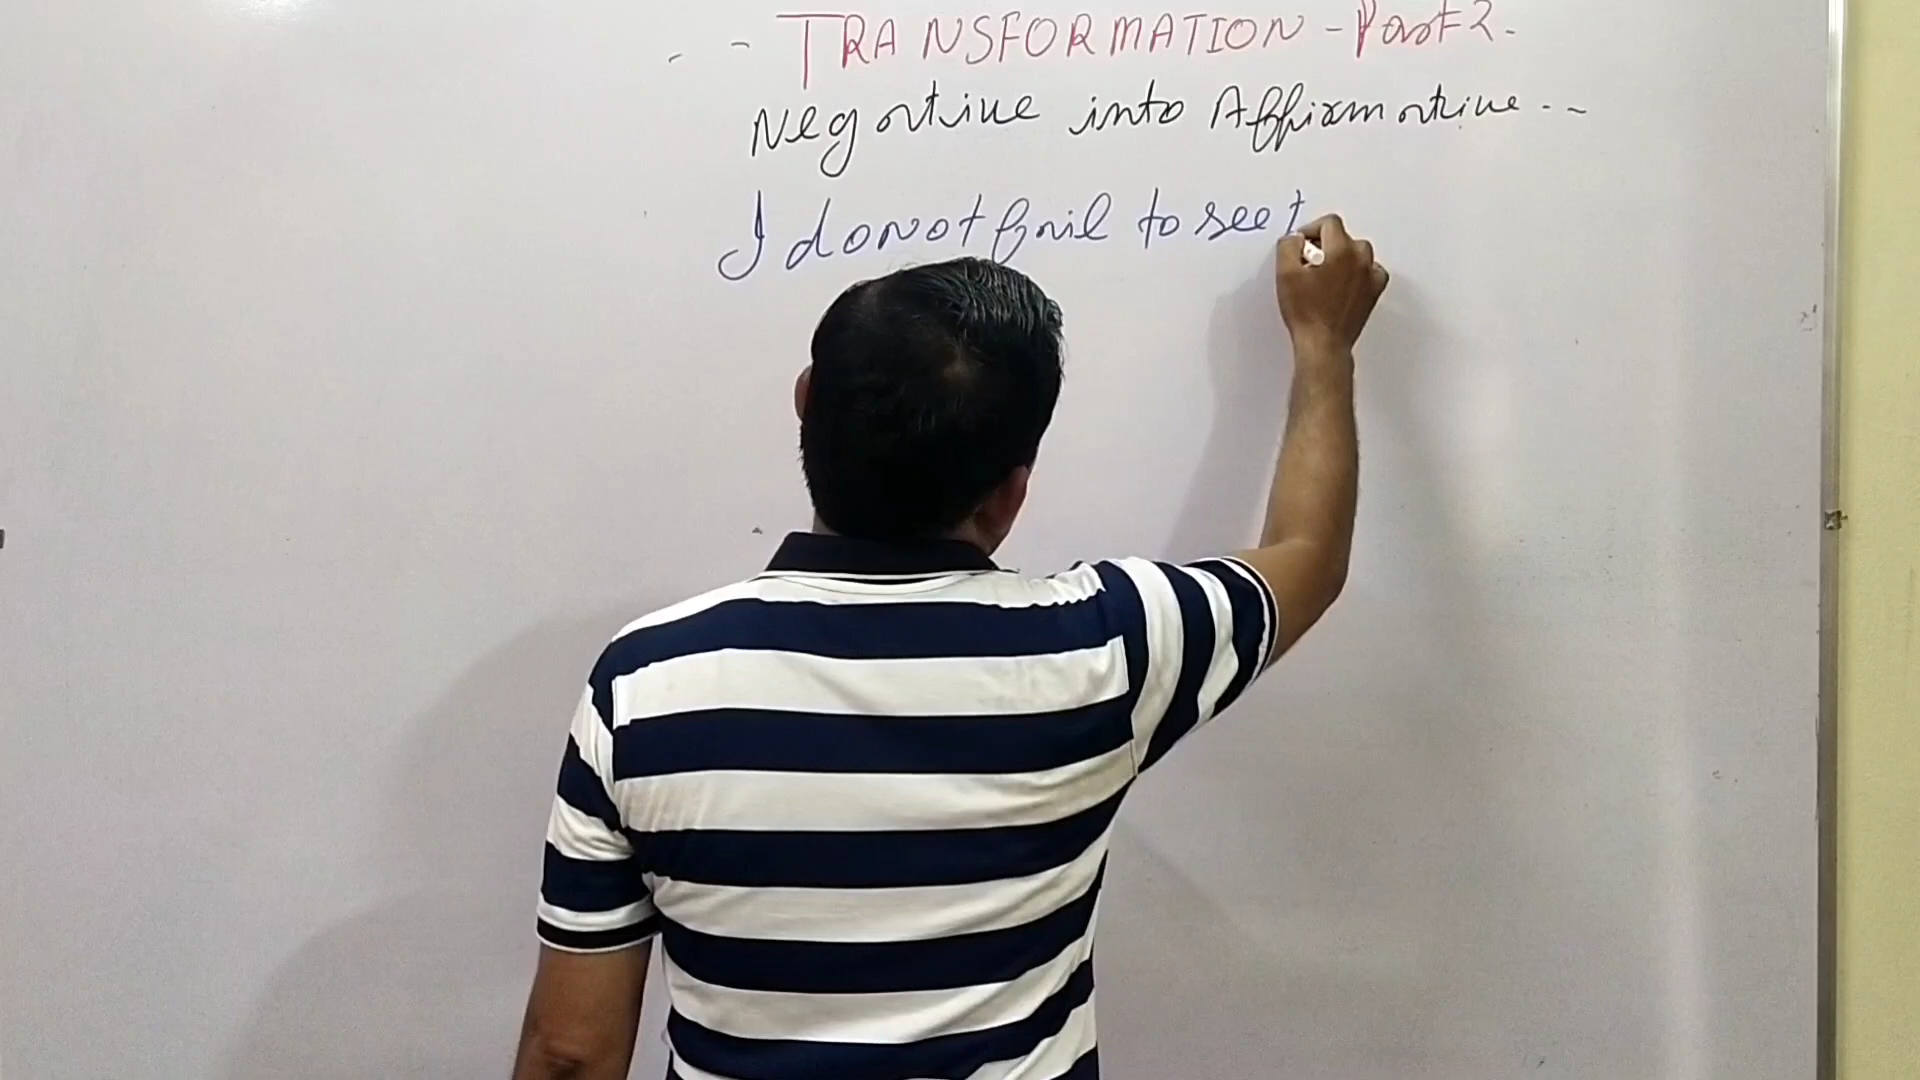 - - TRANSFORMATION - Part 2.
Negative into Affirmative ..
I do not fail to see t